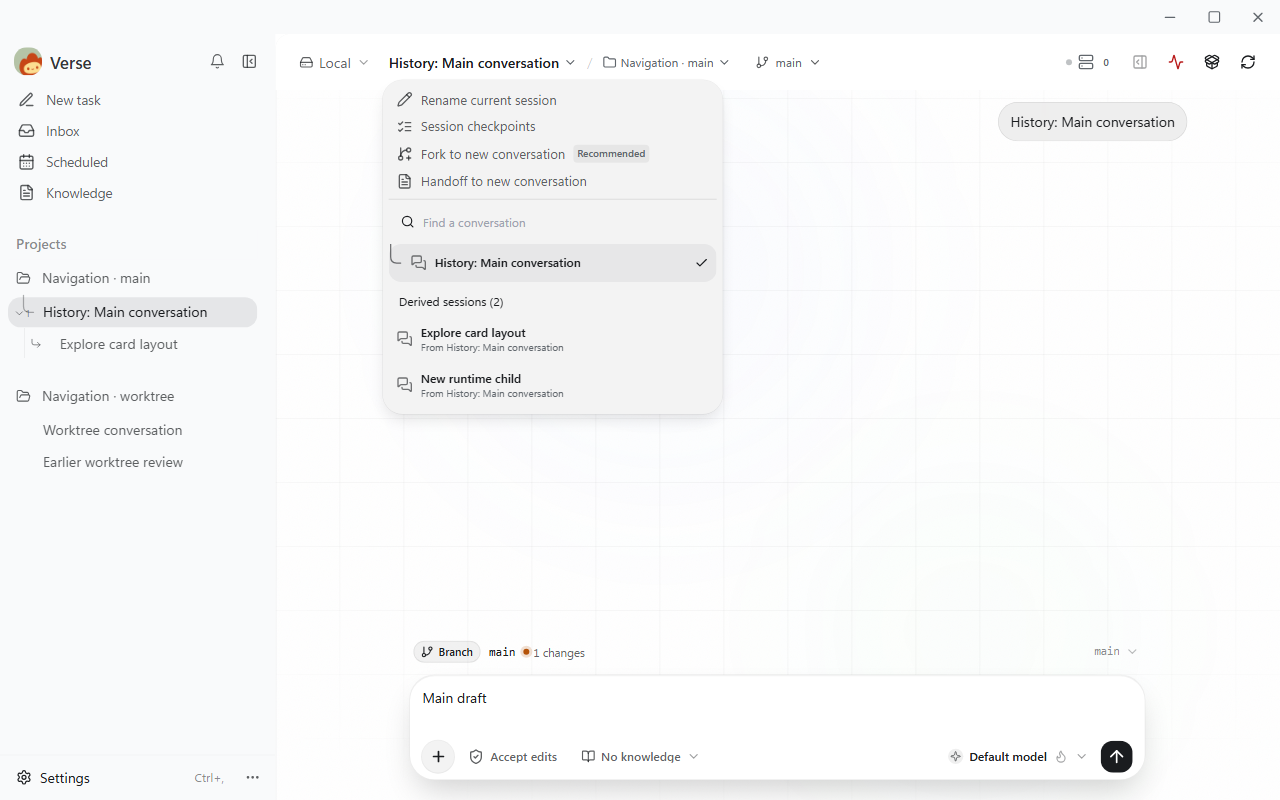 Verse
New task
Inbox
Scheduled
Knowledge
Projects
Navigation · main
History: Main conversation
Explore card layout
Navigation · worktree
Worktree conversation
Earlier worktree review
Settings
Ctrl+,
Local
History: Main conversation
/
Navigation · main
main
0
Rename current session
Session checkpoints
Fork to new conversation Recommended
Handoff to new conversation
Find a conversation
History: Main conversation
Derived sessions (2)
Explore card layout
From History: Main conversation
New runtime child
From History: Main conversation
History: Main conversation
Branch main 1 changes
main
Main draft
Accept edits
No knowledge
Default model